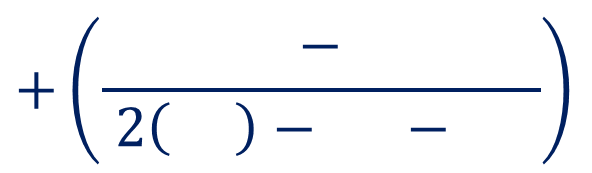 + ( −
2( ) − − )